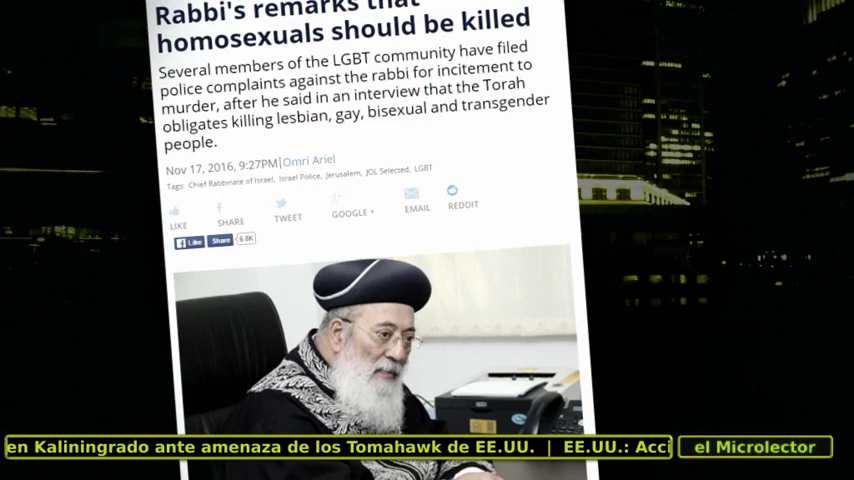 Rabbi's remarks that
homosexuals should be killed
Several members of the LGBT community have filed
police complaints against the rabbi for incitement to
murder, after he said in an interview that the Torah
obligates killing lesbian, gay, bisexual and transgender
people.
Nov 17, 2016, 9:27PM|Omri Ariel
Tags: Chief Rabbinate of Israel, Israel Police, Jerusalem, JOL Selected, LGBT
LIKE SHARE TWEET GOOGLE + EMAIL REDDIT
Like Share 6.8K
en Kaliningrado ante amenaza de los Tomahawk de EE.UU. | EE.UU.: Acci
el Microlector